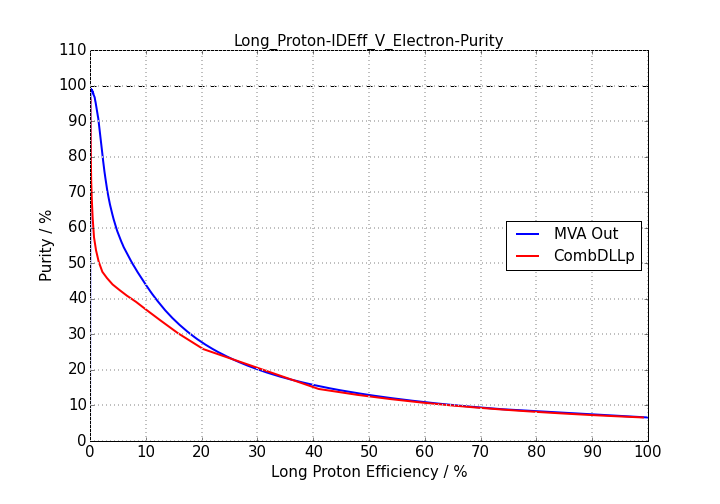 Long_Proton-IDEff_V_Electron-Purity
110
100
90
80
70
60
50
40
30
20
10
0
Purity / %
MVA Out
CombDLLp
0 10 20 30 40 50 60 70 80 90 100
Long Proton Efficiency / %